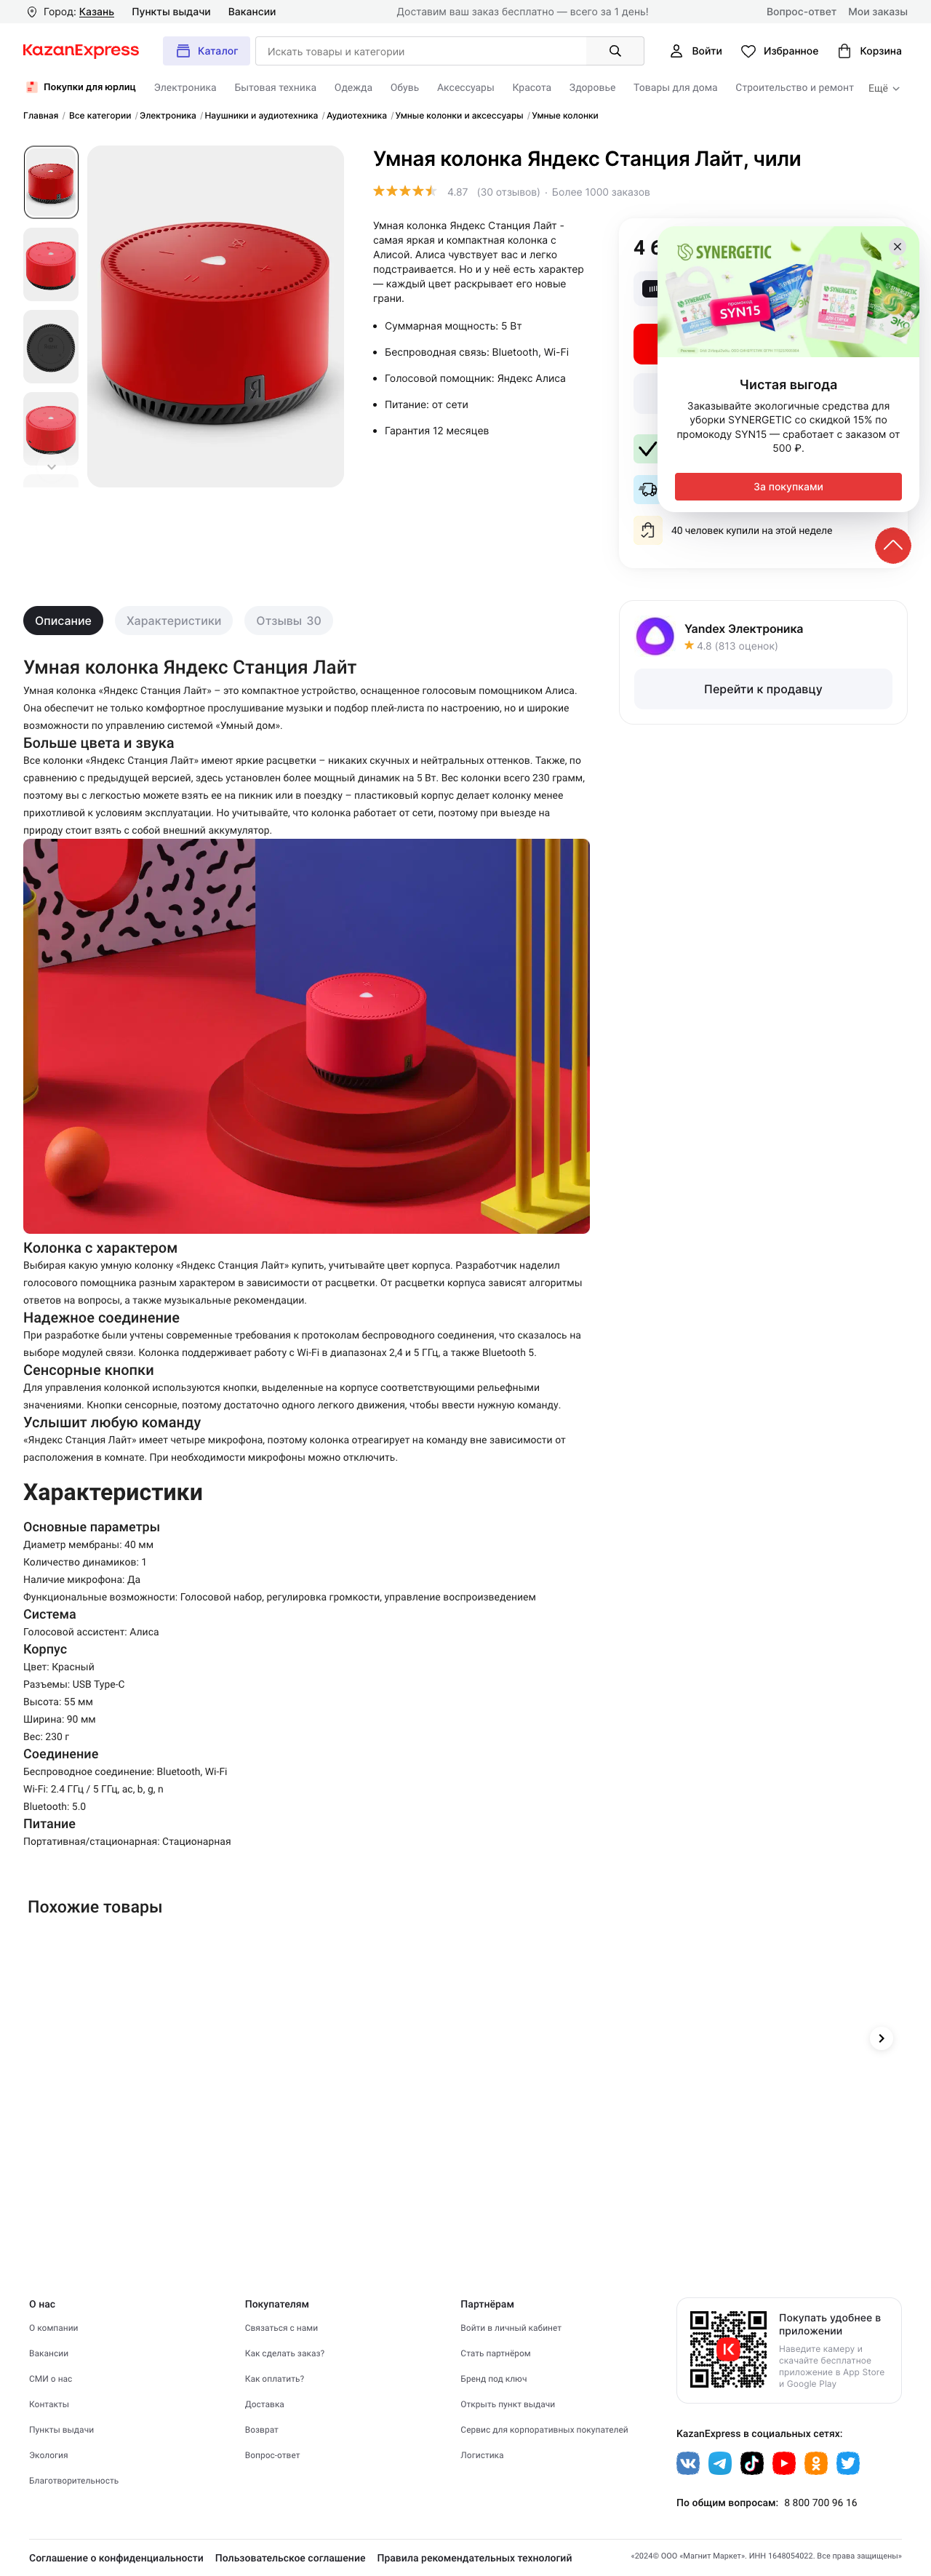 Город: Казань
Пункты выдачи
Вакансии
Доставим ваш заказ бесплатно — всего за 1 день!
Вопрос-ответ
Мои заказы
KazanExpress
Каталог
Искать товары и категории
Войти
Избранное
Корзина
Покупки для юрлиц
Электроника
Бытовая техника
Одежда
Обувь
Аксессуары
Красота
Здоровье
Товары для дома
Строительство и ремонт
Ещё
Главная / Все категории / Электроника / Наушники и аудиотехника / Аудиотехника / Умные колонки и аксессуары / Умные колонки
Умная колонка Яндекс Станция Лайт, чили
4.87 (30 отзывов) · Более 1000 заказов
Умная колонка Яндекс Станция Лайт -
самая яркая и компактная колонка с
Алисой. Алиса чувствует вас и легко
подстраивается. Но и у неё есть характер
— каждый цвет раскрывает его новые
грани.
• Суммарная мощность: 5 Вт
• Беспроводная связь: Bluetooth, Wi-Fi
• Голосовой помощник: Яндекс Алиса
• Питание: от сети
• Гарантия 12 месяцев
SYNERGETIC
промокод
SYN15
ЭКО
Чистая выгода
Заказывайте экологичные средства для
уборки SYNERGETIC со скидкой 15% по
промокоду SYN15 — сработает с заказом от
500 ₽.
За покупками
40 человек купили на этой неделе
Описание
Характеристики
Отзывы 30
Yandex Электроника
4.8 (813 оценок)
Перейти к продавцу
Умная колонка Яндекс Станция Лайт
Умная колонка «Яндекс Станция Лайт» – это компактное устройство, оснащенное голосовым помощником Алиса.
Она обеспечит не только комфортное прослушивание музыки и подбор плей-листа по настроению, но и широкие
возможности по управлению системой «Умный дом».
Больше цвета и звука
Все колонки «Яндекс Станция Лайт» имеют яркие расцветки – никаких скучных и нейтральных оттенков. Также, по
сравнению с предыдущей версией, здесь установлен более мощный динамик на 5 Вт. Вес колонки всего 230 грамм,
поэтому вы с легкостью можете взять ее на пикник или в поездку – пластиковый корпус делает колонку менее
прихотливой к условиям эксплуатации. Но учитывайте, что колонка работает от сети, поэтому при выезде на
природу стоит взять с собой внешний аккумулятор.
Колонка с характером
Выбирая какую умную колонку «Яндекс Станция Лайт» купить, учитывайте цвет корпуса. Разработчик наделил
голосового помощника разным характером в зависимости от расцветки. От расцветки корпуса зависят алгоритмы
ответов на вопросы, а также музыкальные рекомендации.
Надежное соединение
При разработке были учтены современные требования к протоколам беспроводного соединения, что сказалось на
выборе модулей связи. Колонка поддерживает работу с Wi-Fi в диапазонах 2,4 и 5 ГГц, а также Bluetooth 5.
Сенсорные кнопки
Для управления колонкой используются кнопки, выделенные на корпусе соответствующими рельефными
значениями. Кнопки сенсорные, поэтому достаточно одного легкого движения, чтобы ввести нужную команду.
Услышит любую команду
«Яндекс Станция Лайт» имеет четыре микрофона, поэтому колонка отреагирует на команду вне зависимости от
расположения в комнате. При необходимости микрофоны можно отключить.
Характеристики
Основные параметры
Диаметр мембраны: 40 мм
Количество динамиков: 1
Наличие микрофона: Да
Функциональные возможности: Голосовой набор, регулировка громкости, управление воспроизведением
Система
Голосовой ассистент: Алиса
Корпус
Цвет: Красный
Разъемы: USB Type-C
Высота: 55 мм
Ширина: 90 мм
Вес: 230 г
Соединение
Беспроводное соединение: Bluetooth, Wi-Fi
Wi-Fi: 2.4 ГГц / 5 ГГц, ac, b, g, n
Bluetooth: 5.0
Питание
Портативная/стационарная: Стационарная
Похожие товары
О нас
О компании
Вакансии
СМИ о нас
Контакты
Пункты выдачи
Экология
Благотворительность
Покупателям
Связаться с нами
Как сделать заказ?
Как оплатить?
Доставка
Возврат
Вопрос-ответ
Партнёрам
Войти в личный кабинет
Стать партнёром
Бренд под ключ
Открыть пункт выдачи
Сервис для корпоративных покупателей
Логистика
Покупать удобнее в
приложении
Наведите камеру и
скачайте бесплатное
приложение в App Store
и Google Play
KazanExpress в социальных сетях:
По общим вопросам: 8 800 700 96 16
Соглашение о конфиденциальности
Пользовательское соглашение
Правила рекомендательных технологий
«2024© ООО «Магнит Маркет». ИНН 1648054022. Все права защищены»